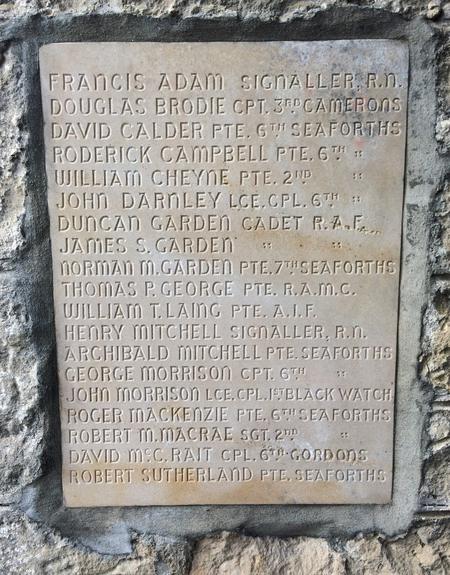 FRANCIS ADAM SIGNALLER, R.N.
DOUGLAS BRODIE CPT. 3RD CAMERONS
DAVID CALDER PTE. 6TH SEAFORTHS
RODERICK CAMPBELL PTE. 6TH "
WILLIAM CHEYNE PTE. 2ND "
JOHN DARNLEY LCE. CPL. 6TH "
DUNCAN GARDEN CADET R.A.F.
JAMES S. GARDEN " "
NORMAN M. GARDEN PTE. 7TH SEAFORTHS
THOMAS P. GEORGE PTE. R.A.M.C.
WILLIAM T. LAING PTE. A.I.F.
HENRY MITCHELL SIGNALLER, R.N.
ARCHIBALD MITCHELL PTE. SEAFORTHS
GEORGE MORRISON CPT. 6TH "
JOHN MORRISON LCE. CPL. 1ST BLACK WATCH
ROGER MACKENZIE PTE. 6TH SEAFORTHS
ROBERT M. MACRAE SGT. 2ND "
DAVID MCC. RAIT CPL. 6TH GORDONS
ROBERT SUTHERLAND PTE. SEAFORTHS